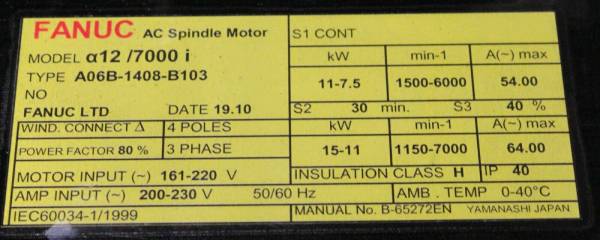 FANUC AC Spindle Motor
MODEL α12 /7000 i
TYPE A06B-1408-B103
NO
FANUC LTD DATE 19.10
WIND. CONNECT Δ 4 POLES
POWER FACTOR 80 % 3 PHASE
MOTOR INPUT (~) 161-220 V
AMP INPUT (~) 200-230 V 50/60 Hz
IEC60034-1/1999
S1 CONT
kW min-1 A(~) max
11-7.5 1500-6000 54.00
S2 30 min. S3 40 %
kW min-1 A(~) max
15-11 1150-7000 64.00
INSULATION CLASS H IP 40
AMB . TEMP 0-40°C
MANUAL No. B-65272EN YAMANASHI JAPAN